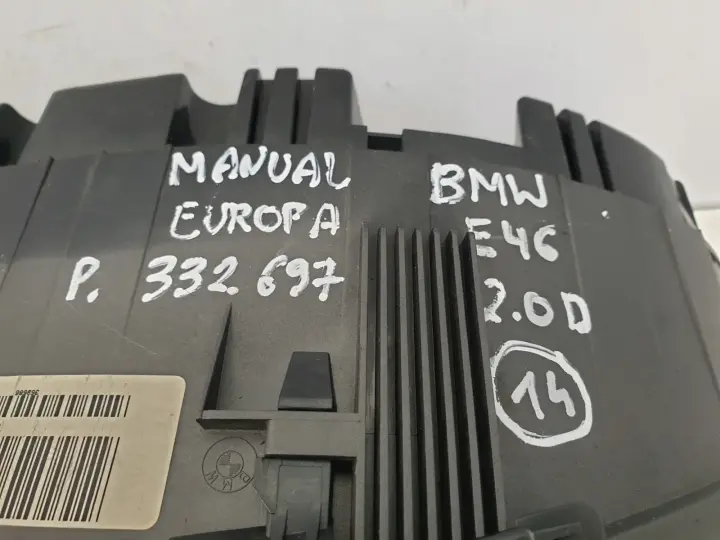 MANUAL
EUROPA
P. 332.697
BMW
E46
2.0D
14